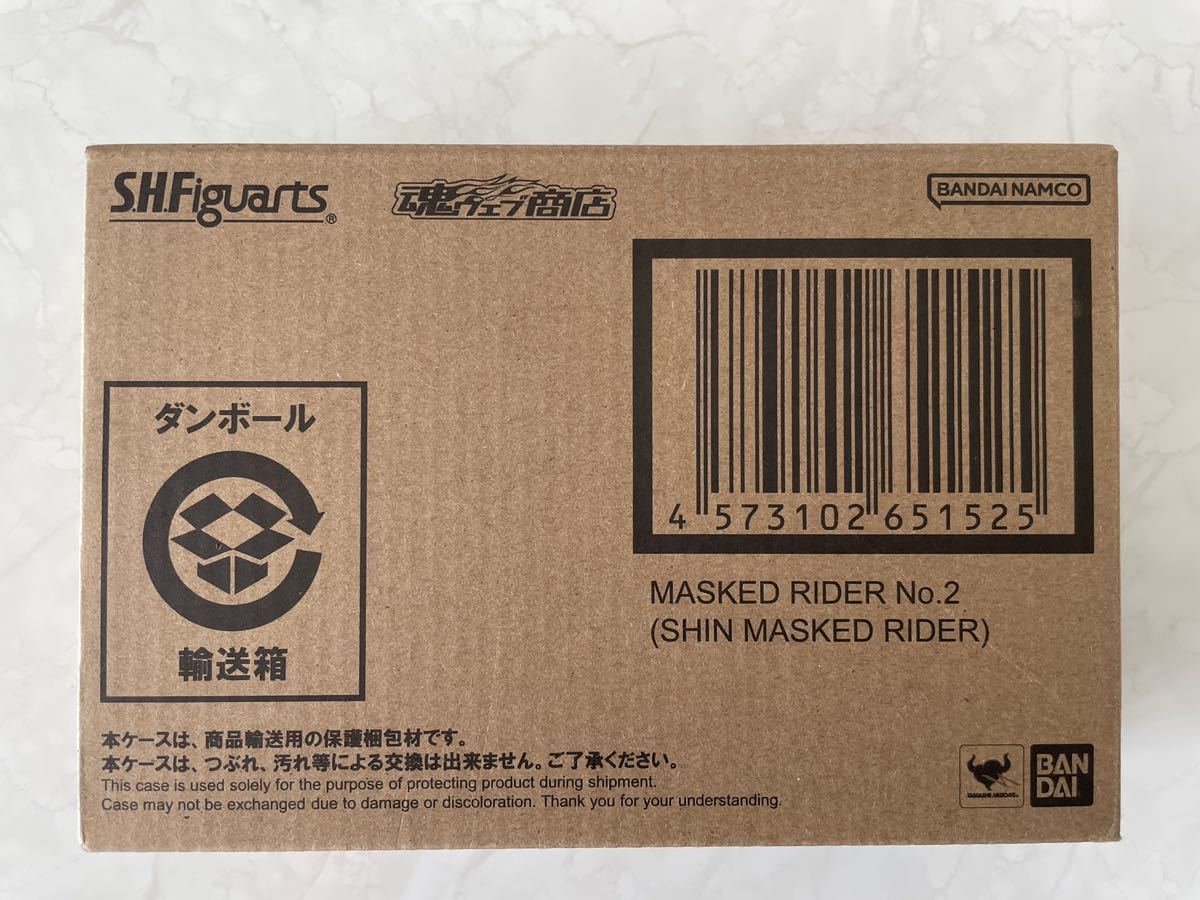 S.H.Figuarts®
魂ウェブ商店
BANDAI NAMCO
4 573102 651525
MASKED RIDER No.2
(SHIN MASKED RIDER)
ダンボール
輸送箱
本ケースは、商品輸送用の保護梱包材です。
本ケースは、つぶれ、汚れ等による交換は出来ません。ご了承ください。
This case is used solely for the purpose of protecting product during shipment.
Case may not be exchanged due to damage or discoloration. Thank you for your understanding.
TAMASHII NATIONS
BAN
DAI